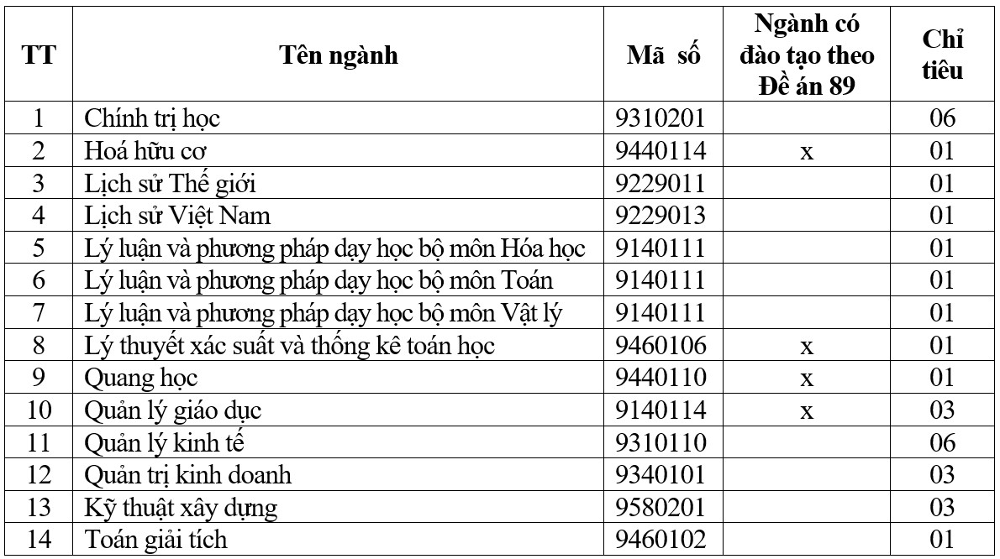 TT Tên ngành Mã số Ngành có đào tạo theo Đề án 89 Chỉ tiêu
1 Chính trị học 9310201 06
2 Hoá hữu cơ 9440114 x 01
3 Lịch sử Thế giới 9229011 01
4 Lịch sử Việt Nam 9229013 01
5 Lý luận và phương pháp dạy học bộ môn Hóa học 9140111 01
6 Lý luận và phương pháp dạy học bộ môn Toán 9140111 01
7 Lý luận và phương pháp dạy học bộ môn Vật lý 9140111 01
8 Lý thuyết xác suất và thống kê toán học 9460106 x 01
9 Quang học 9440110 x 01
10 Quản lý giáo dục 9140114 x 03
11 Quản lý kinh tế 9310110 06
12 Quản trị kinh doanh 9340101 03
13 Kỹ thuật xây dựng 9580201 03
14 Toán giải tích 9460102 01